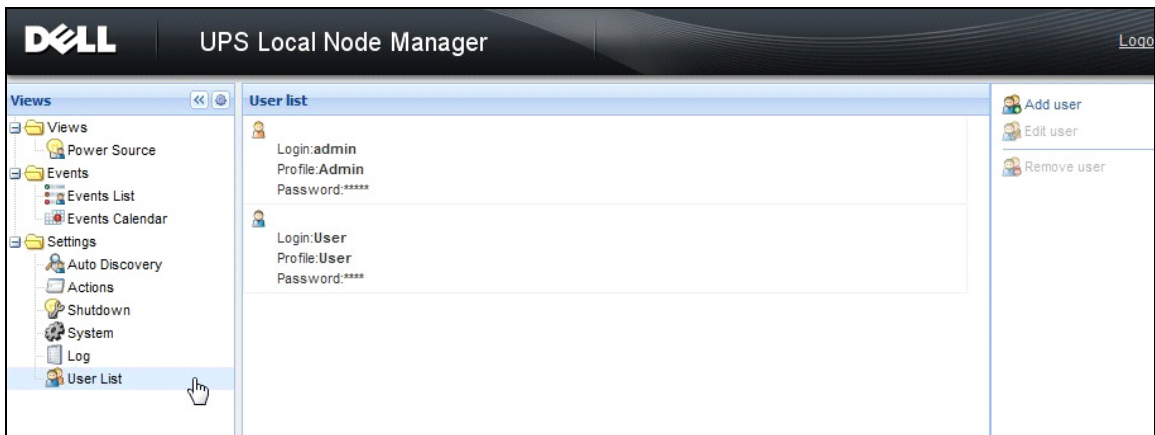 DELL
UPS Local Node Manager
Views
Views
Power Source
Events
Events List
Events Calendar
Settings
Auto Discovery
Actions
Shutdown
System
Log
User List
User list
Login:admin
Profile:Admin
Password:*****
Login:User
Profile:User
Password:****
Logo
Add user
Edit user
Remove user